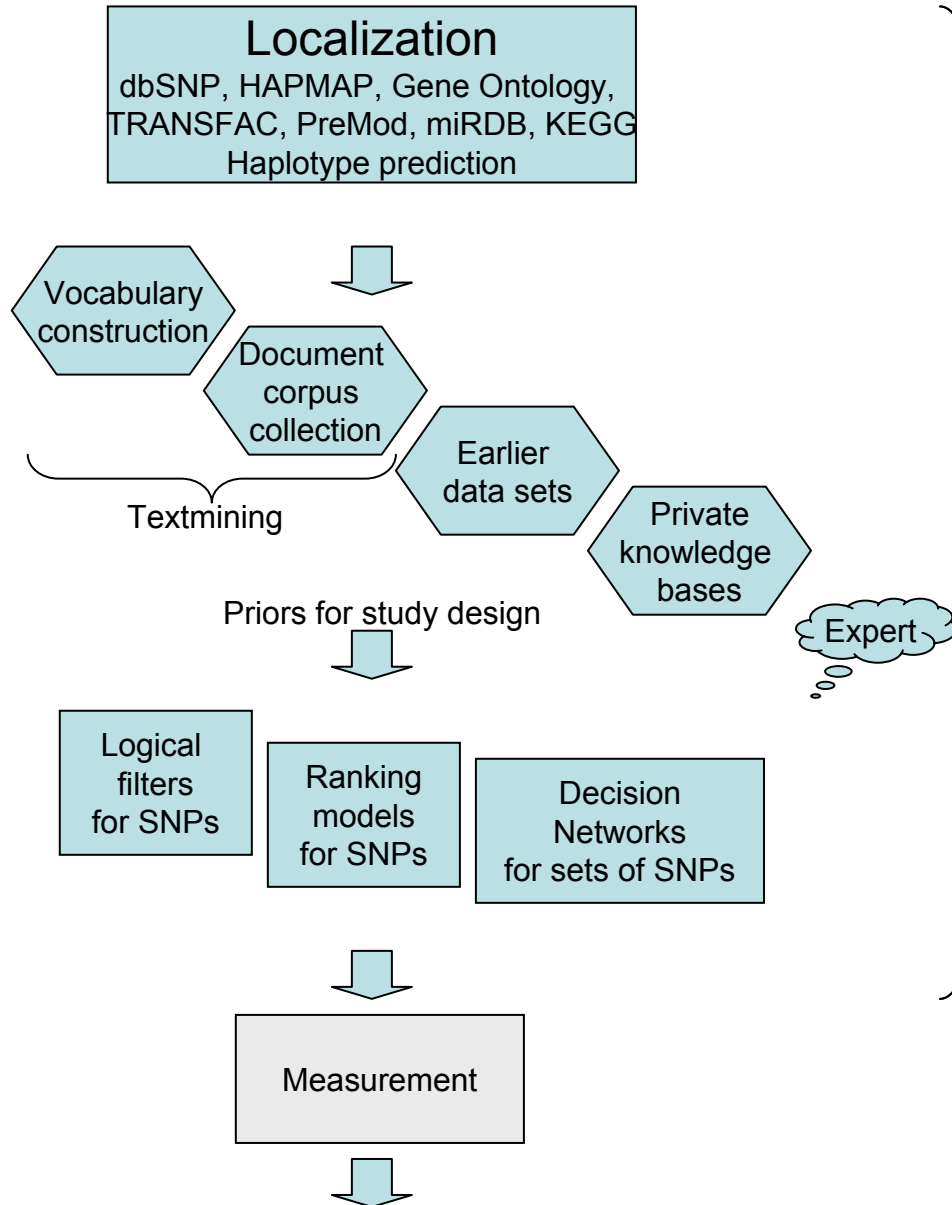 Localization
dbSNP, HAPMAP, Gene Ontology,
TRANSFAC, PreMod, miRDB, KEGG
Haplotype prediction
Vocabulary
construction
Document
corpus
collection
Earlier
data sets
Private
knowledge
bases
Textmining
Expert
Priors for study design
Logical
filters
for SNPs
Ranking
models
for SNPs
Decision
Networks
for sets of SNPs
Measurement